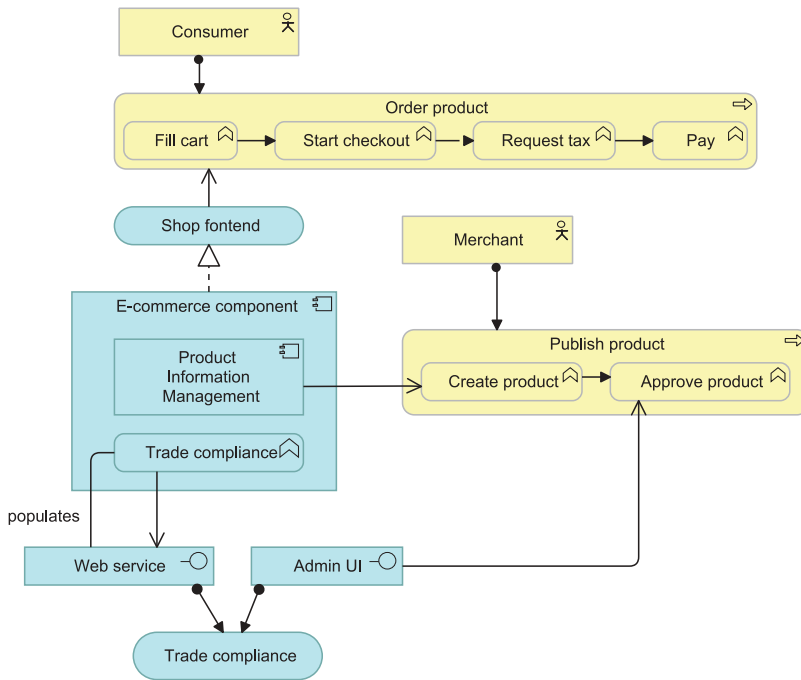 Consumer
Order product
Fill cart
Start checkout
Request tax
Pay
Shop fontend
Merchant
E-commerce component
Product
Information
Management
Publish product
Create product
Approve product
Trade compliance
populates
Web service
Admin UI
Trade compliance